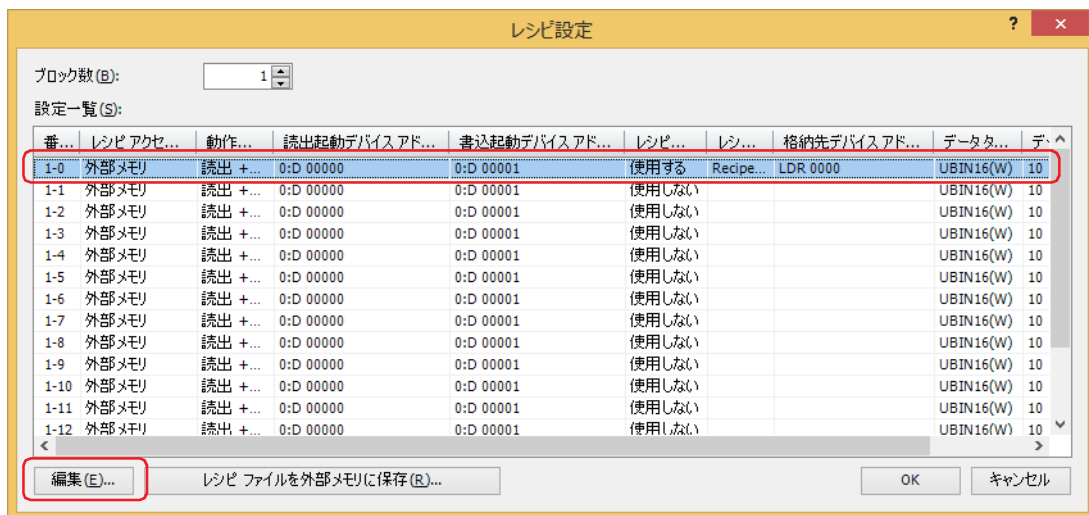 レシピ設定
? ×
ブロック数(B): 1
設定一覧(S):
番... レシピ アクセ... 動作... 読出起動デバイス アド... 書込起動デバイス アド... レシピ... レシ... 格納先デバイス アド... データ タ... デ
1-0 外部メモリ 読出 +... 0:D 00000 0:D 00001 使用する Recipe... LDR 0000 UBIN16(W) 10
1-1 外部メモリ 読出 +... 0:D 00000 0:D 00001 使用しない UBIN16(W) 10
1-2 外部メモリ 読出 +... 0:D 00000 0:D 00001 使用しない UBIN16(W) 10
1-3 外部メモリ 読出 +... 0:D 00000 0:D 00001 使用しない UBIN16(W) 10
1-4 外部メモリ 読出 +... 0:D 00000 0:D 00001 使用しない UBIN16(W) 10
1-5 外部メモリ 読出 +... 0:D 00000 0:D 00001 使用しない UBIN16(W) 10
1-6 外部メモリ 読出 +... 0:D 00000 0:D 00001 使用しない UBIN16(W) 10
1-7 外部メモリ 読出 +... 0:D 00000 0:D 00001 使用しない UBIN16(W) 10
1-8 外部メモリ 読出 +... 0:D 00000 0:D 00001 使用しない UBIN16(W) 10
1-9 外部メモリ 読出 +... 0:D 00000 0:D 00001 使用しない UBIN16(W) 10
1-10 外部メモリ 読出 +... 0:D 00000 0:D 00001 使用しない UBIN16(W) 10
1-11 外部メモリ 読出 +... 0:D 00000 0:D 00001 使用しない UBIN16(W) 10
1-12 外部メモリ 読出 +... 0:D 00000 0:D 00001 使用しない UBIN16(W) 10
編集(E)... レシピ ファイルを外部メモリに保存(R)... OK キャンセル